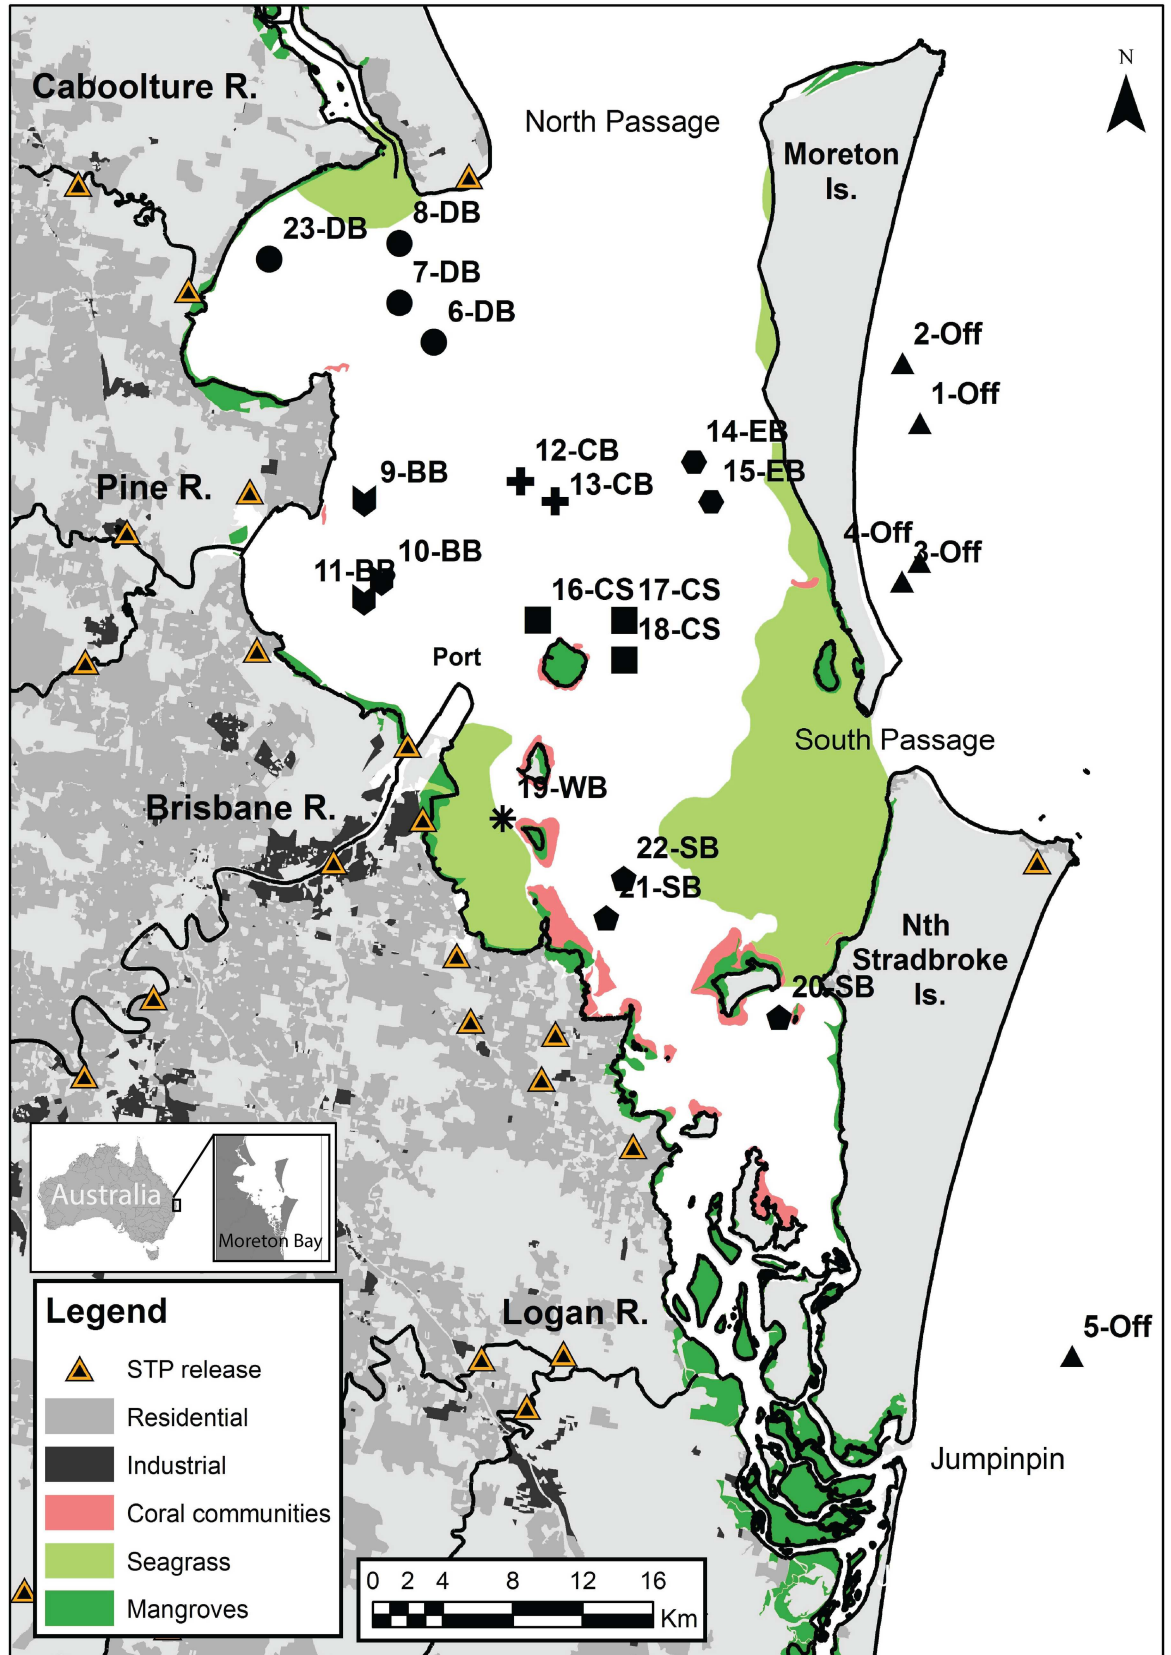 N
Caboolture R.
North Passage
Moreton
Is.
8-DB
23-DB
7-DB
6-DB
2-Off
1-Off
14-EB
12-CB
9-BB
15-EB
13-CB
Pine R.
4-Off
3-Off
10-BB
11-BB
16-CS
17-CS
18-CS
Port
South Passage
19-WB
Brisbane R.
22-SB
21-SB
Nth
Stradbroke
Is.
20-SB
Australia
Moreton Bay
Logan R.
5-Off
Jumpinpin
Legend
STP release
Residential
Industrial
Coral communities
Seagrass
Mangroves
0 2 4 8 12 16
Km